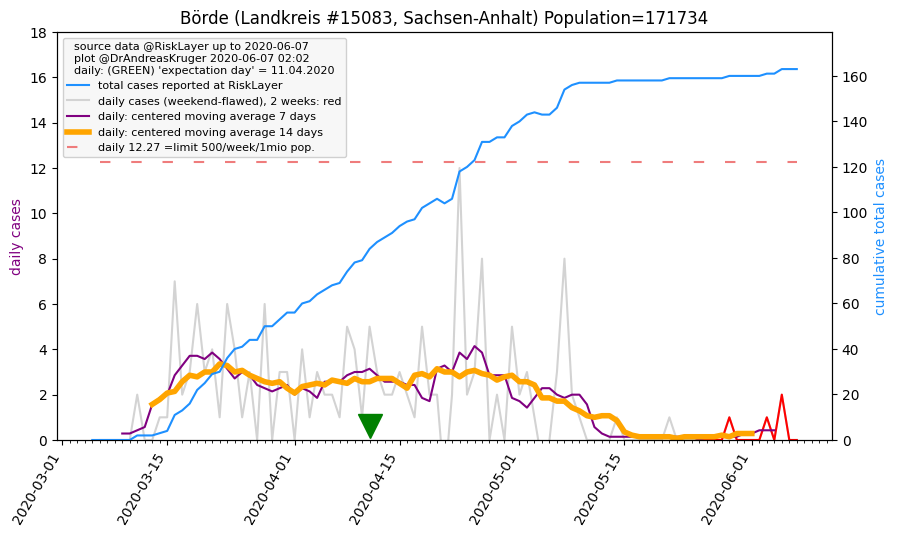 Börde (Landkreis #15083, Sachsen-Anhalt) Population=171734
source data @RiskLayer up to 2020-06-07
plot @DrAndreasKruger 2020-06-07 02:02
daily: (GREEN) 'expectation day' = 11.04.2020
total cases reported at RiskLayer
daily cases (weekend-flawed), 2 weeks: red
daily: centered moving average 7 days
daily: centered moving average 14 days
daily 12.27 =limit 500/week/1mio pop.
daily cases
18
16
14
12
10
8
6
4
2
0
cumulative total cases
160
140
120
100
80
60
40
20
0
2020-03-01
2020-03-15
2020-04-01
2020-04-15
2020-05-01
2020-05-15
2020-06-01